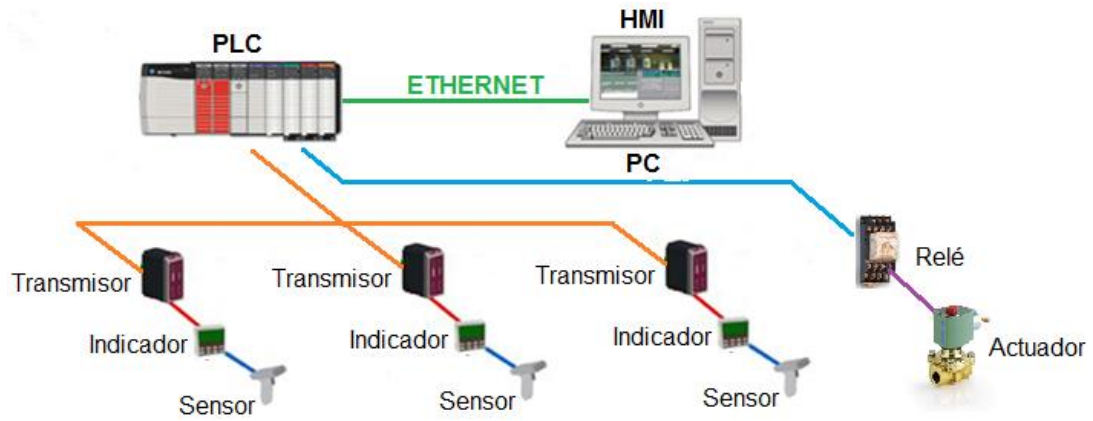 HMI
PLC
ETHERNET
PC
Relé
Transmisor
Transmisor
Transmisor
Indicador
Indicador
Indicador
Actuador
Sensor
Sensor
Sensor